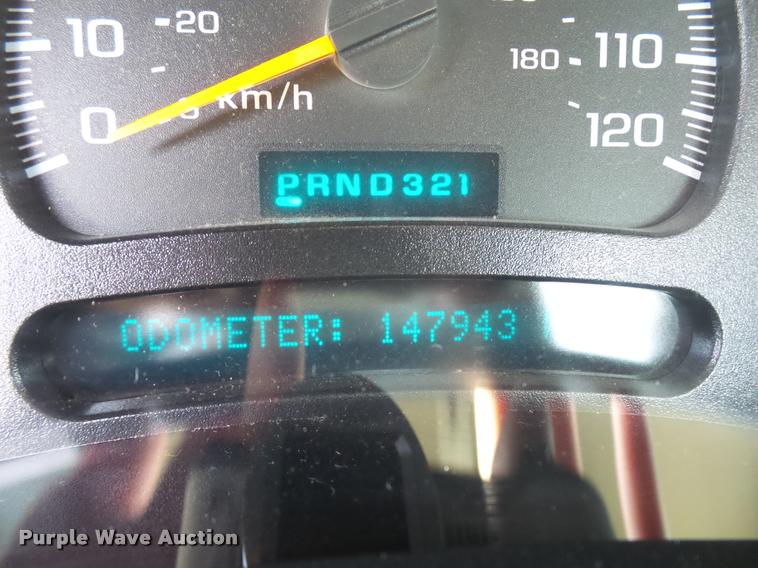 10 20
180 110
0 km/h
120
PRND321
ODOMETER: 147943
Purple Wave Auction